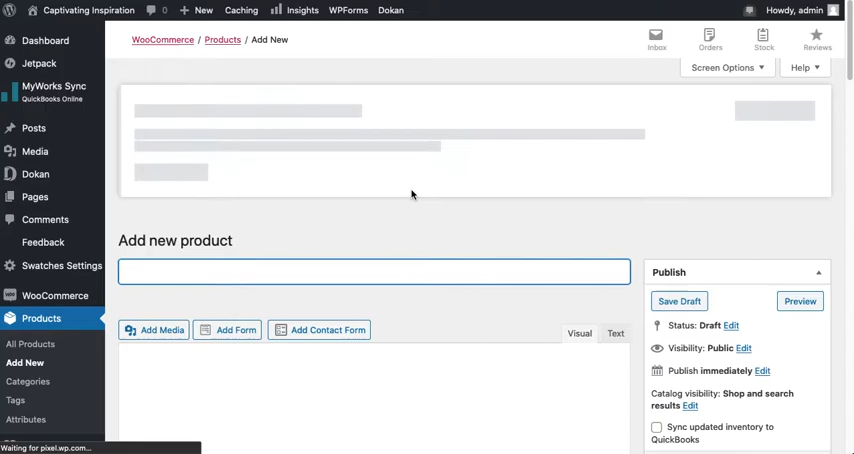 Captivating Inspiration 0 New Caching Insights WPForms Dokan Howdy, admin
Dashboard
Jetpack
MyWorks Sync
QuickBooks Online
Posts
Media
Dokan
Pages
Comments
Feedback
Swatches Settings
WooCommerce
Products
All Products
Add New
Categories
Tags
Attributes
WooCommerce / Products / Add New
Inbox
Orders
Stock
Reviews
Screen Options
Help
Add new product
Add Media
Add Form
Add Contact Form
Visual
Text
Publish
Save Draft
Preview
Status: Draft Edit
Visibility: Public Edit
Publish immediately Edit
Catalog visibility: Shop and search
results Edit
Sync updated inventory to
QuickBooks
Waiting for pixel.wp.com...